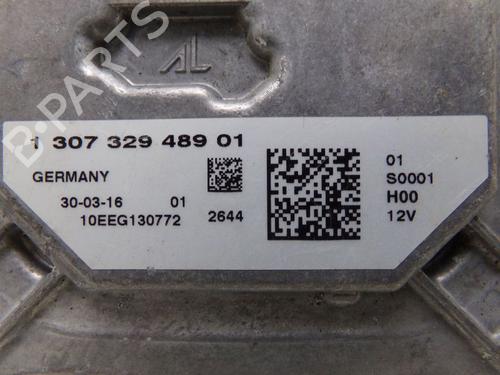 AL
1 307 329 489 01
GERMANY
30-03-16 01
10EEG130772 2644
01
S0001
H00
12V
B-PARTS